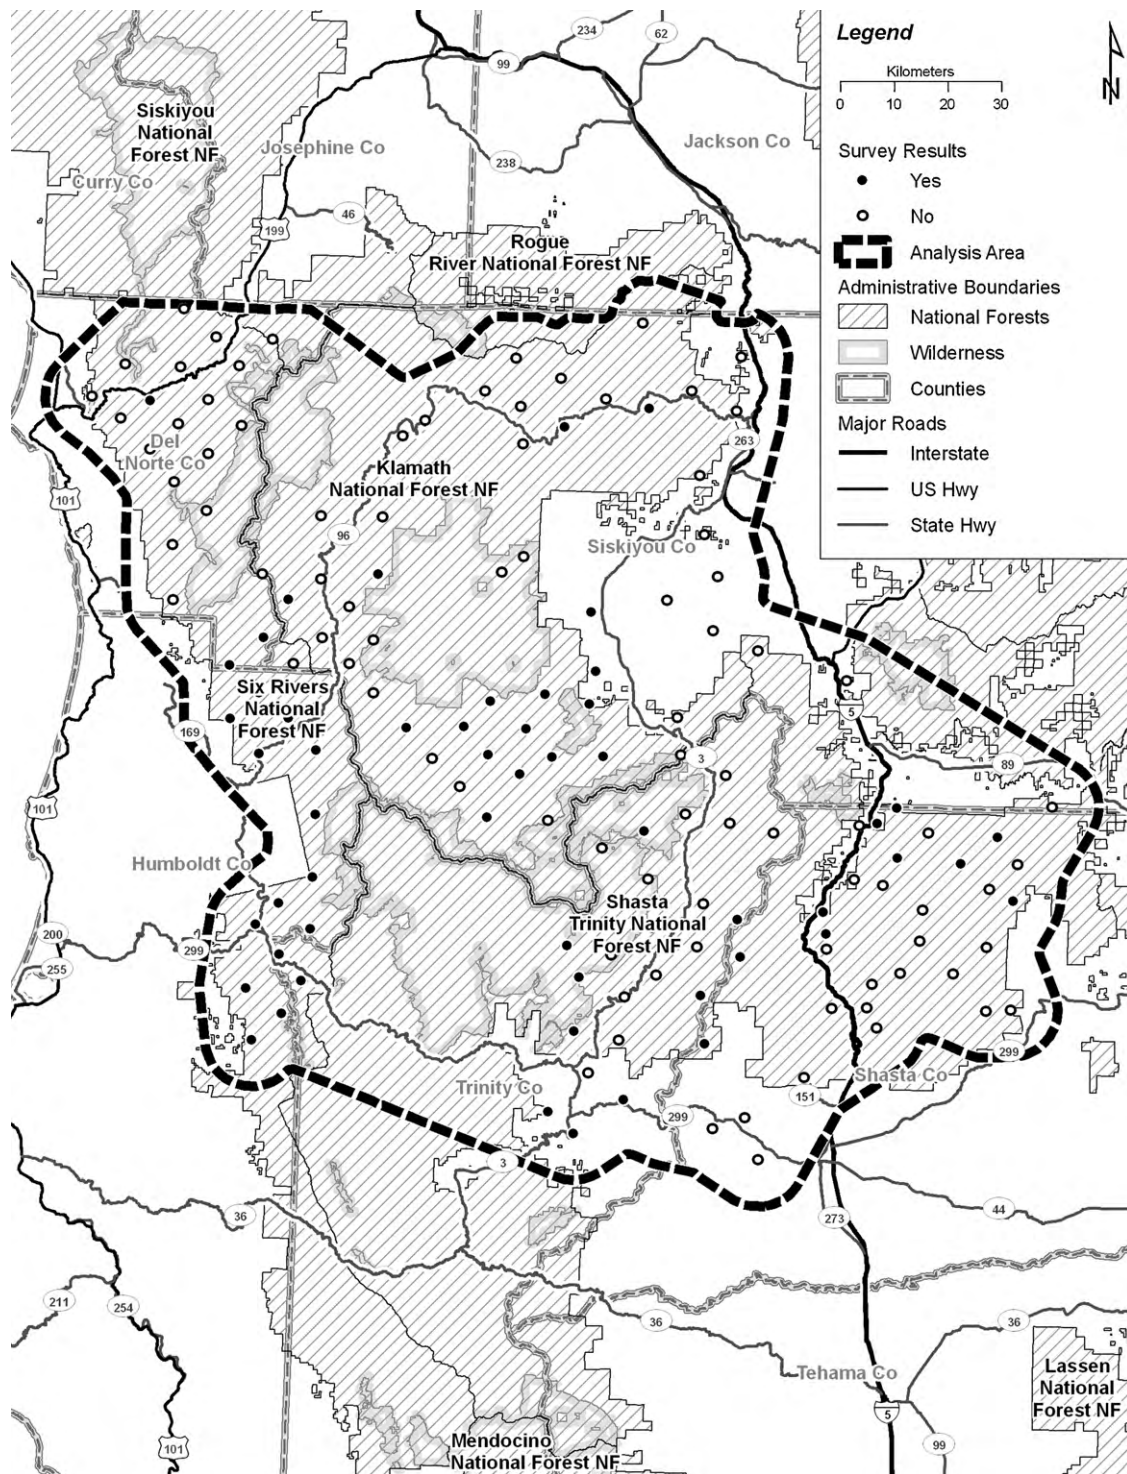 234
62
99
Siskiyou
National
Forest NF
Josephine Co
Jackson Co
238
Curry Co
46
199
Rogue
River National Forest NF
Legend
Kilometers
0 10 20 30
N
Survey Results
Yes
No
Analysis Area
Administrative Boundaries
National Forests
Wilderness
Counties
Major Roads
Interstate
US Hwy
State Hwy
Del
Norte Co
263
Klamath
National Forest NF
101
96
Siskiyou Co
Six Rivers
National
Forest NF
169
5
3
89
101
Humboldt Co
Shasta
Trinity National
Forest NF
200
299
255
299
Trinity Co
Shasta Co
151
299
3
36
273
44
211
254
36
36
Tehama Co
Lassen
National
Forest NF
5
99
101
Mendocino
National Forest NF